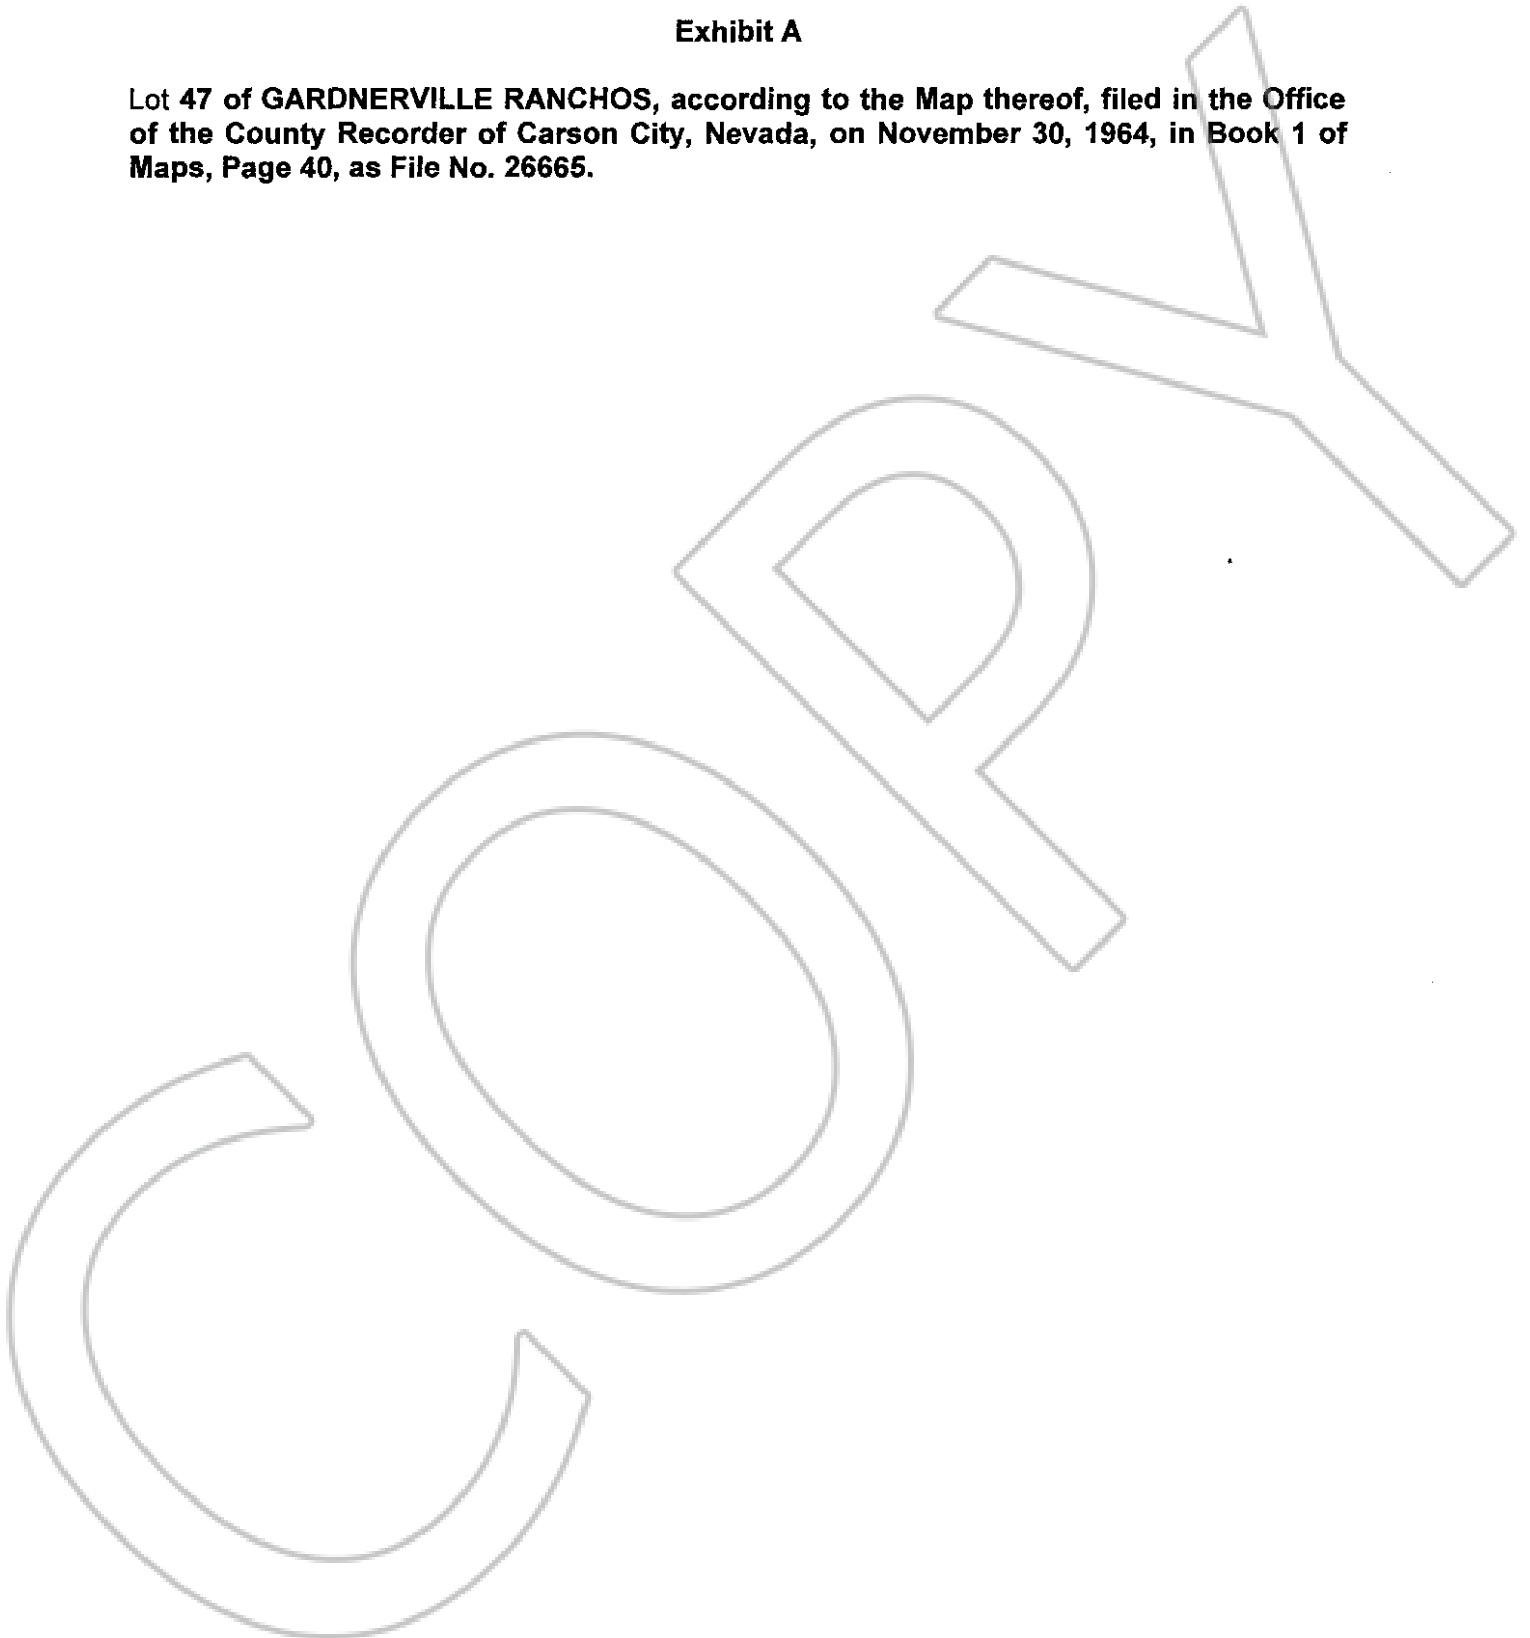 Exhibit A
Lot 47 of GARDNERVILLE RANCHOS, according to the Map thereof, filed in the Office
of the County Recorder of Carson City, Nevada, on November 30, 1964, in Book 1 of
Maps, Page 40, as File No. 26665.
COPY